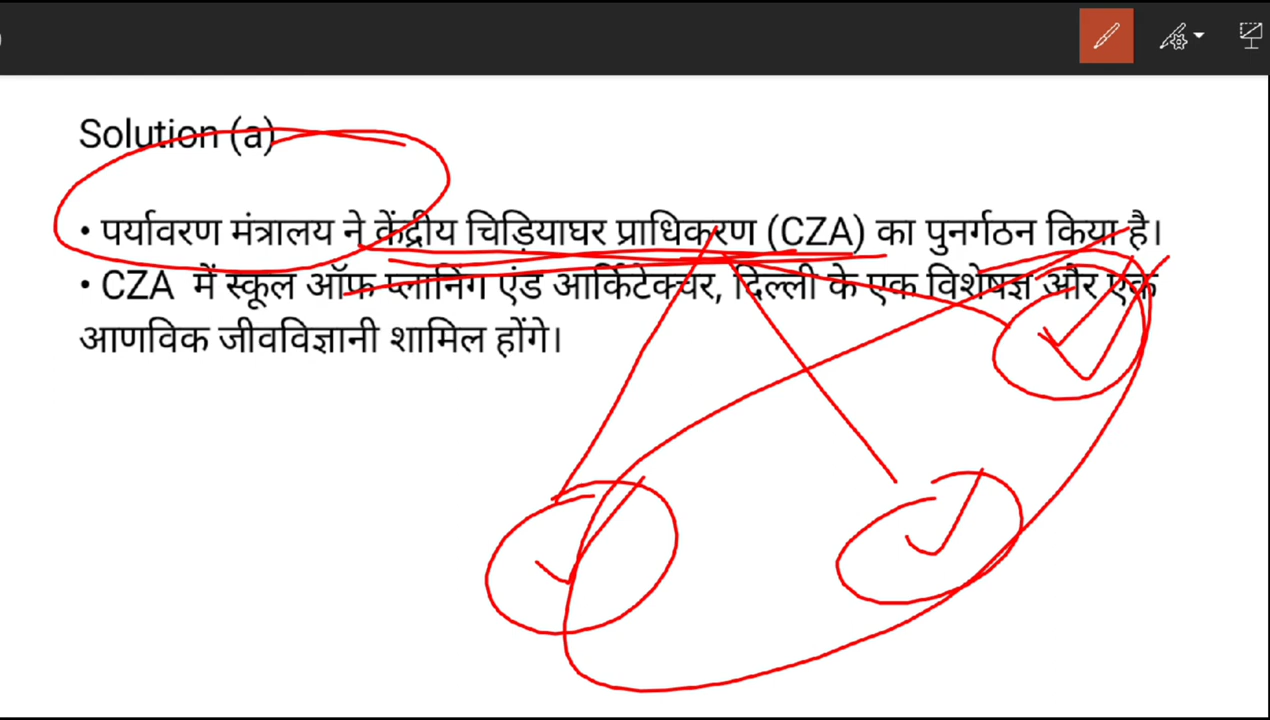 Solution (a)
• पर्यावरण मंत्रालय ने केंद्रीय चिड़ियाघर प्राधिकरण (CZA) का पुनर्गठन किया है।
• CZA में स्कूल ऑफ प्लानिंग एंड आर्किटेक्चर, दिल्ली के एक विशेषज्ञ और एक
आणविक जीवविज्ञानी शामिल होंगे।